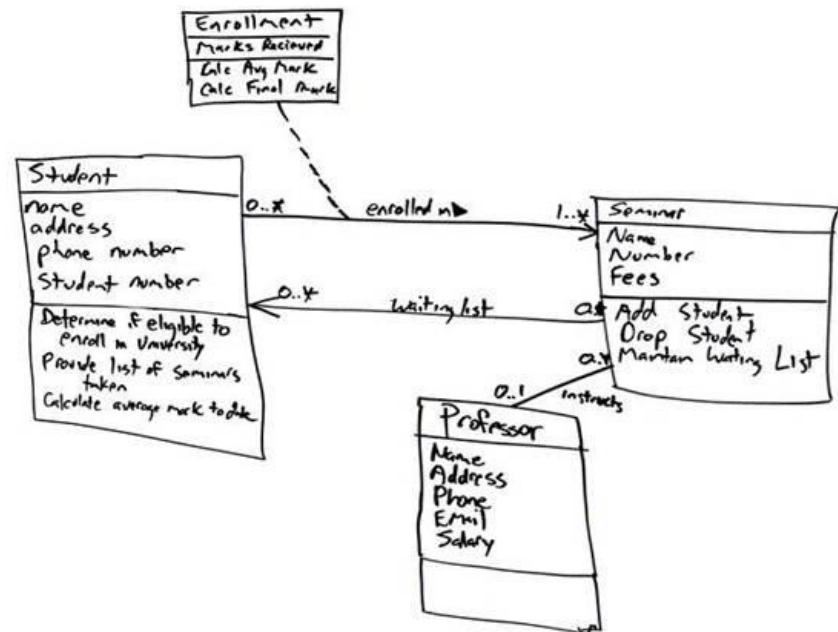 Enrollment
Marks Recieved
Calc Avg Mark
Calc Final Mark
Student
name
address
phone number
Student number
Determine if eligible to
enroll in University
Provide list of Seminars
taken
Calculate average mark to date
0..*
enrolled in▶
1..*
0..*
waiting list
0..*
Seminar
Name
Number
Fees
Add Student
Drop Student
Maintan Waiting List
0..*
instructs
0..1
Professor
Name
Address
Phone
Email
Salary